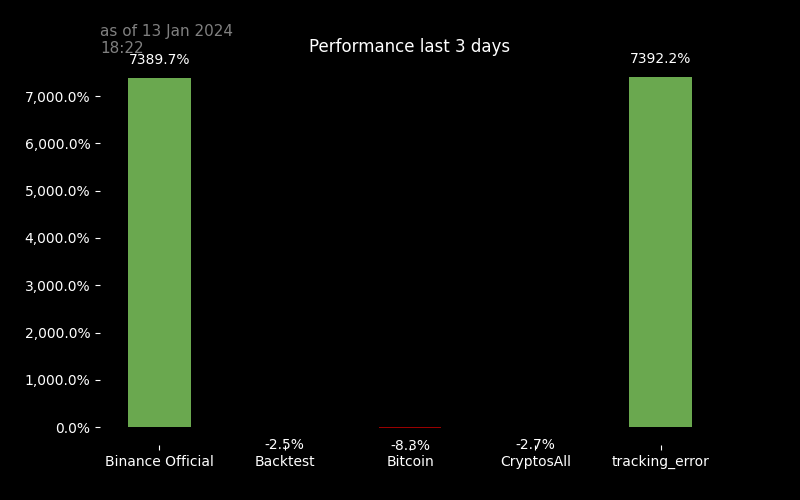 as of 13 Jan 2024
18:22
Performance last 3 days
7389.7%
7392.2%
7,000.0%
6,000.0%
5,000.0%
4,000.0%
3,000.0%
2,000.0%
1,000.0%
0.0%
-2.5%
-8.3%
-2.7%
Binance Official
Backtest
Bitcoin
CryptosAll
tracking_error